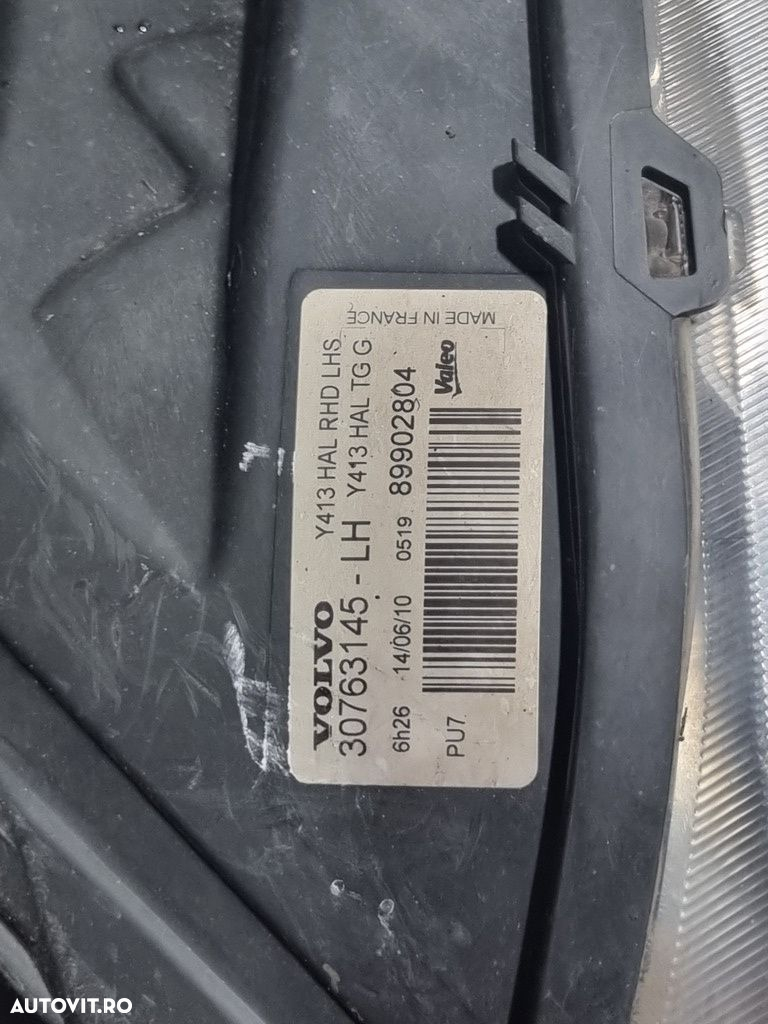 VOLVO Y413 HAL RHD LHS
30763145 - LH Y413 HAL TG G
6h26 14/06/10 0519 89902804
PU7
Valeo
MADE IN FRANCE
AUTOVIT.RO